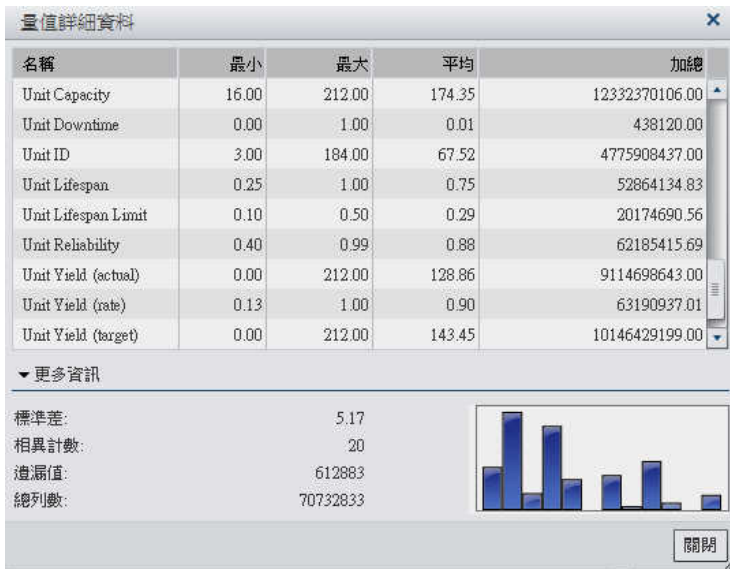 量值詳細資料
名稱 最小 最大 平均 加總
Unit Capacity 16.00 212.00 174.35 12332370106.00
Unit Downtime 0.00 1.00 0.01 438120.00
Unit ID 3.00 184.00 67.52 4775908437.00
Unit Lifespan 0.25 1.00 0.75 52864134.83
Unit Lifespan Limit 0.10 0.50 0.29 20174690.56
Unit Reliability 0.40 0.99 0.88 62185415.69
Unit Yield (actual) 0.00 212.00 128.86 9114698643.00
Unit Yield (rate) 0.13 1.00 0.90 63190937.01
Unit Yield (target) 0.00 212.00 143.45 10146429199.00
更多資訊
標準差: 5.17
相異計數: 20
遺漏值: 612883
總列數: 70732833
關閉